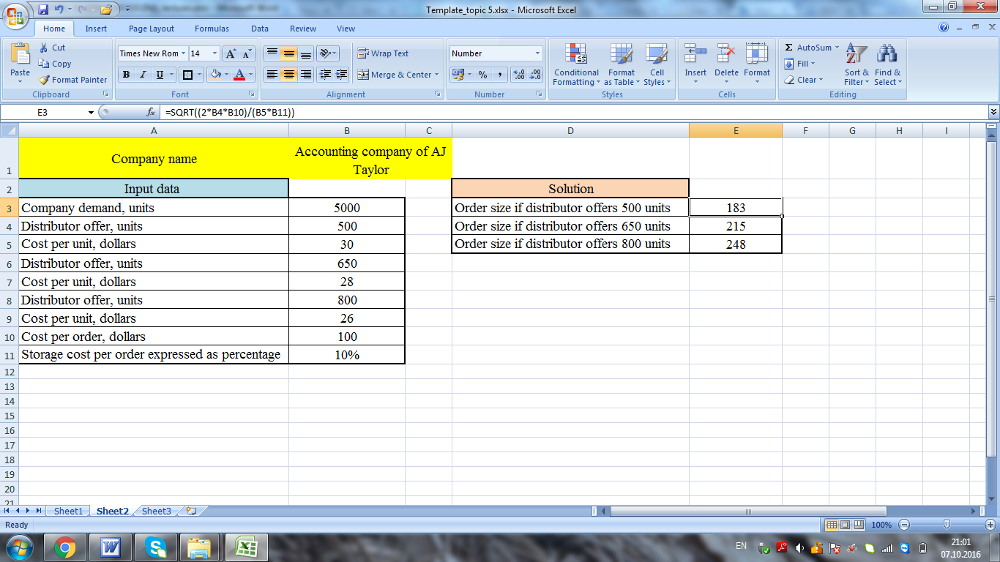 Template_topic 5.xlsx - Microsoft Excel
Home Insert Page Layout Formulas Data Review View
Paste
Cut
Copy
Format Painter
Clipboard
Times New Rom 14 A A
B I U A
Font
Wrap Text
Merge & Center
Alignment
Number
% , .00
Number
Conditional Formatting
Format as Table
Cell Styles
Styles
Insert Delete Format
Cells
Σ AutoSum
Fill
Clear
Sort & Filter
Find & Select
Editing
E3 fx =SQRT((2*B4*B10)/(B5*B11))
A B C D E F G H I
1 Company name Accounting company of AJ
Taylor
2 Input data Solution
3 Company demand, units 5000 Order size if distributor offers 500 units 183
4 Distributor offer, units 500 Order size if distributor offers 650 units 215
5 Cost per unit, dollars 30 Order size if distributor offers 800 units 248
6 Distributor offer, units 650
7 Cost per unit, dollars 28
8 Distributor offer, units 800
9 Cost per unit, dollars 26
10 Cost per order, dollars 100
11 Storage cost per order expressed as percentage 10%
12
13
14
15
16
17
18
19
20
21
Sheet1 Sheet2 Sheet3
Ready 100%
EN 21:01
07.10.2016